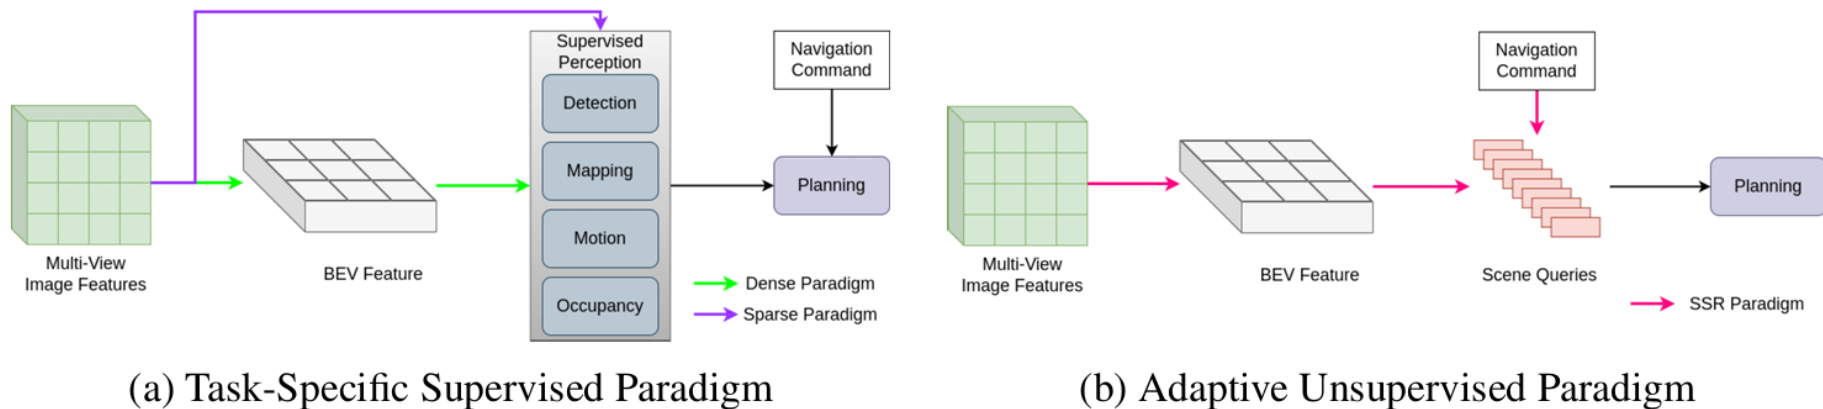 Supervised
Perception
Detection
Mapping
Motion
Occupancy
Navigation
Command
Planning
Multi-View
Image Features
BEV Feature
Dense Paradigm
Sparse Paradigm
(a) Task-Specific Supervised Paradigm
Navigation
Command
Planning
Multi-View
Image Features
BEV Feature
Scene Queries
SSR Paradigm
(b) Adaptive Unsupervised Paradigm